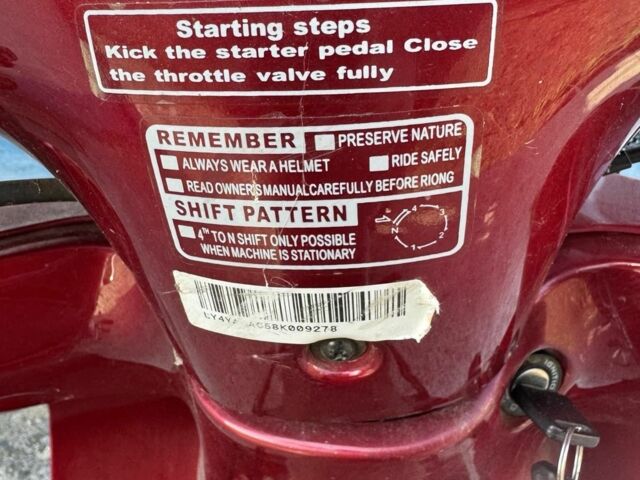 Starting steps
Kick the starter pedal Close
the throttle valve fully
REMEMBER PRESERVE NATURE
ALWAYS WEAR A HELMET RIDE SAFELY
READ OWNER'S MANUAL CAREFULLY BEFORE RIONG
SHIFT PATTERN
4TH TO N SHIFT ONLY POSSIBLE
WHEN MACHINE IS STATIONARY
N 1 2 3 4
IGNITION